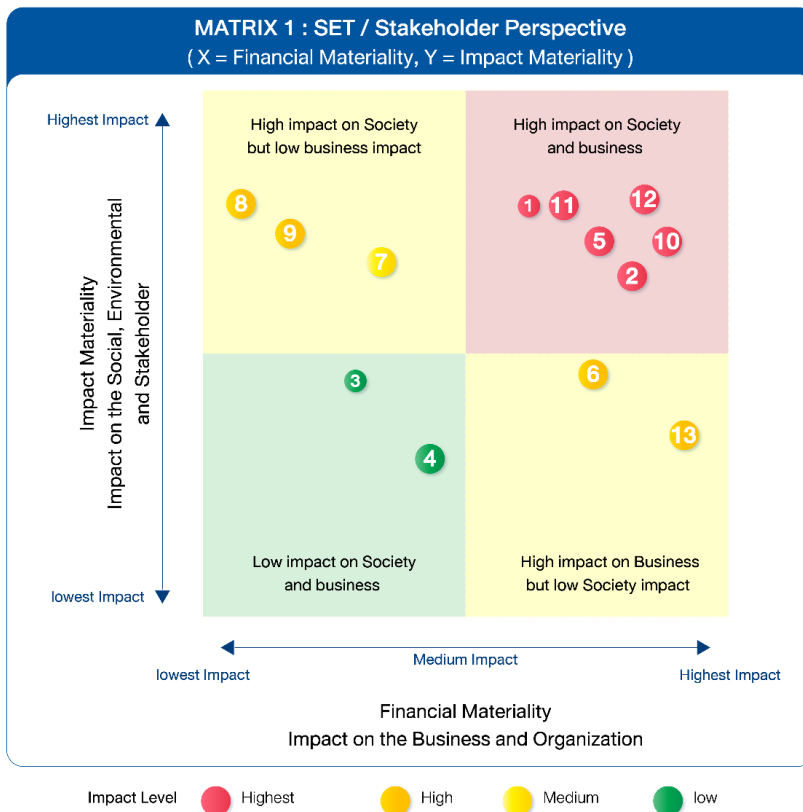 MATRIX 1 : SET / Stakeholder Perspective
( X = Financial Materiality, Y = Impact Materiality )
Highest Impact
High impact on Society
but low business impact
High impact on Society
and business
8
9
7
1
11
12
5
10
2
Impact Materiality
Impact on the Social, Environmental
and Stakeholder
3
4
6
13
Low impact on Society
and business
High impact on Business
but low Society impact
lowest Impact
lowest Impact
Medium Impact
Highest Impact
Financial Materiality
Impact on the Business and Organization
Impact Level
Highest
High
Medium
low